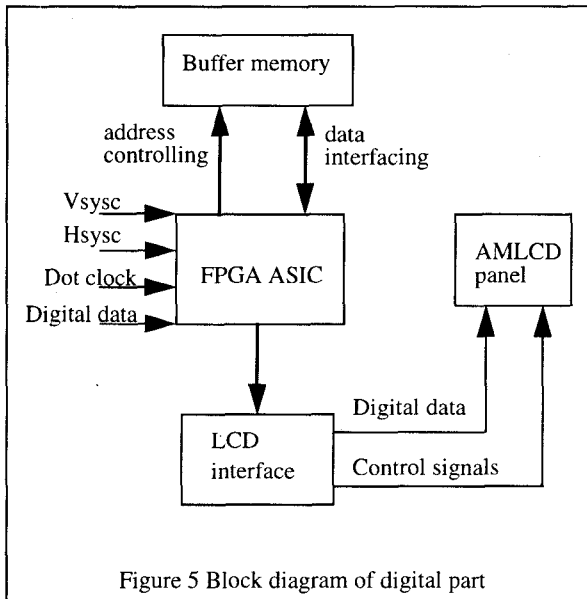 Buffer memory
address
controlling
data
interfacing
Vsysc
Hsysc
Dot clock
Digital data
FPGA ASIC
AMLCD
panel
LCD
interface
Digital data
Control signals
Figure 5 Block diagram of digital part